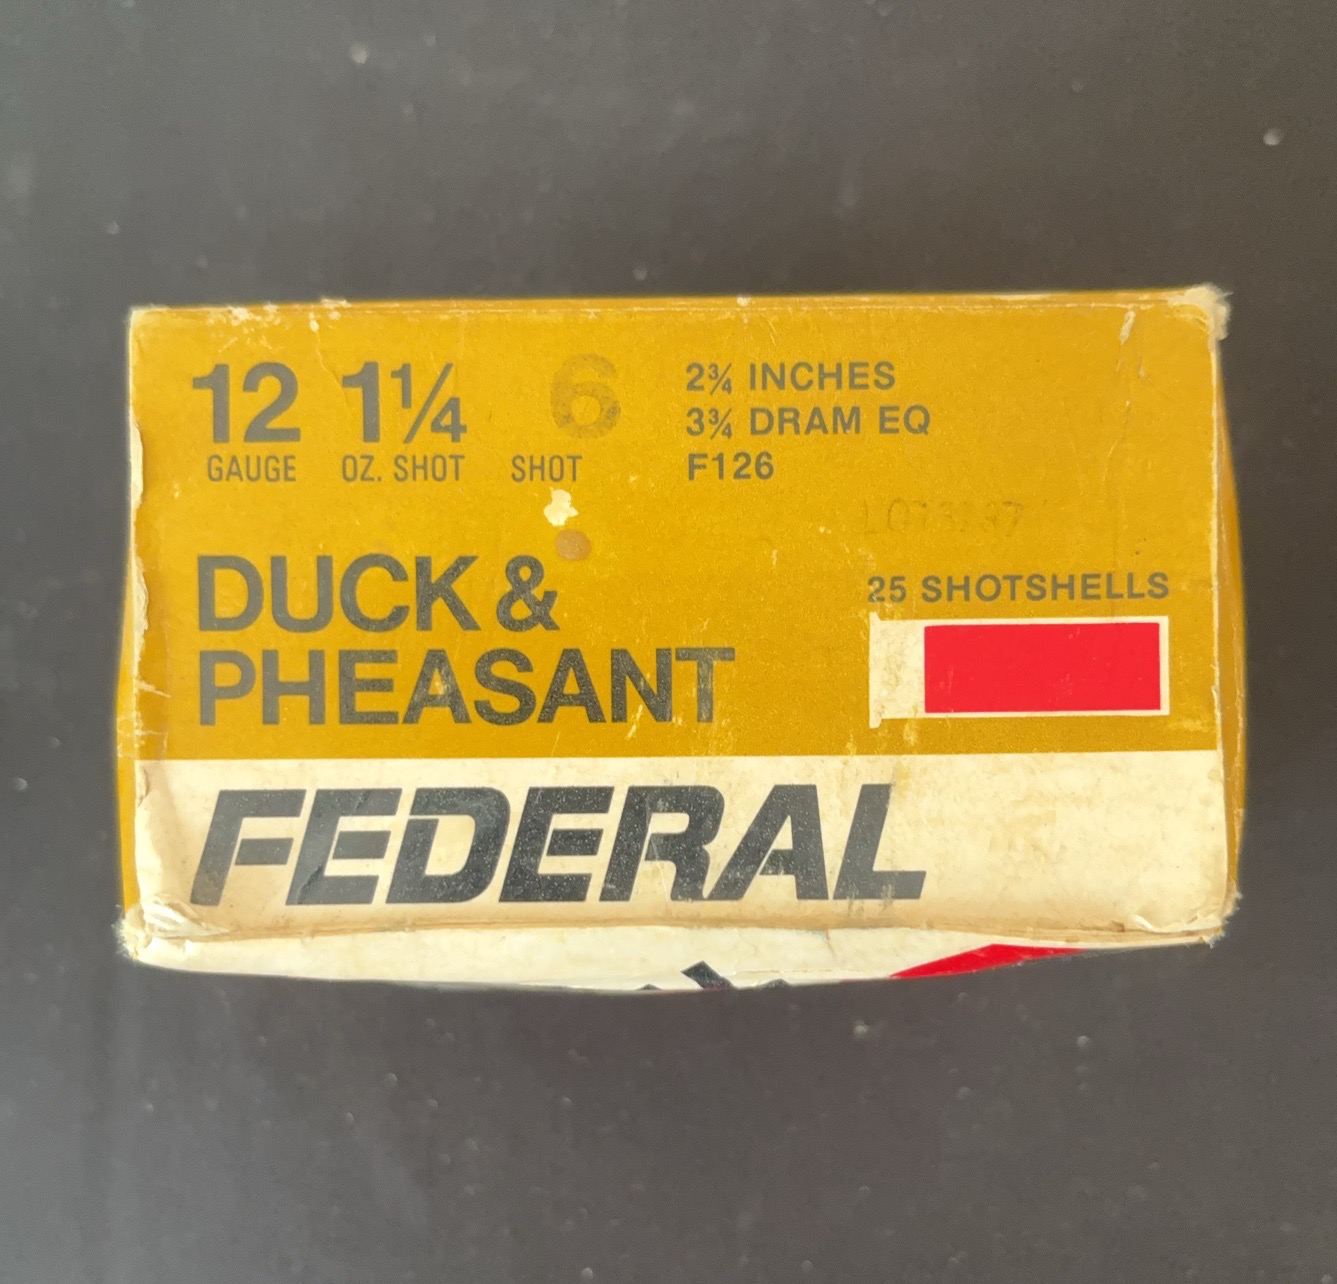 12 1¼ 6
GAUGE OZ. SHOT SHOT
2¾ INCHES
3¾ DRAM EQ
F126
25 SHOTSHELLS
DUCK &
PHEASANT
FEDERAL